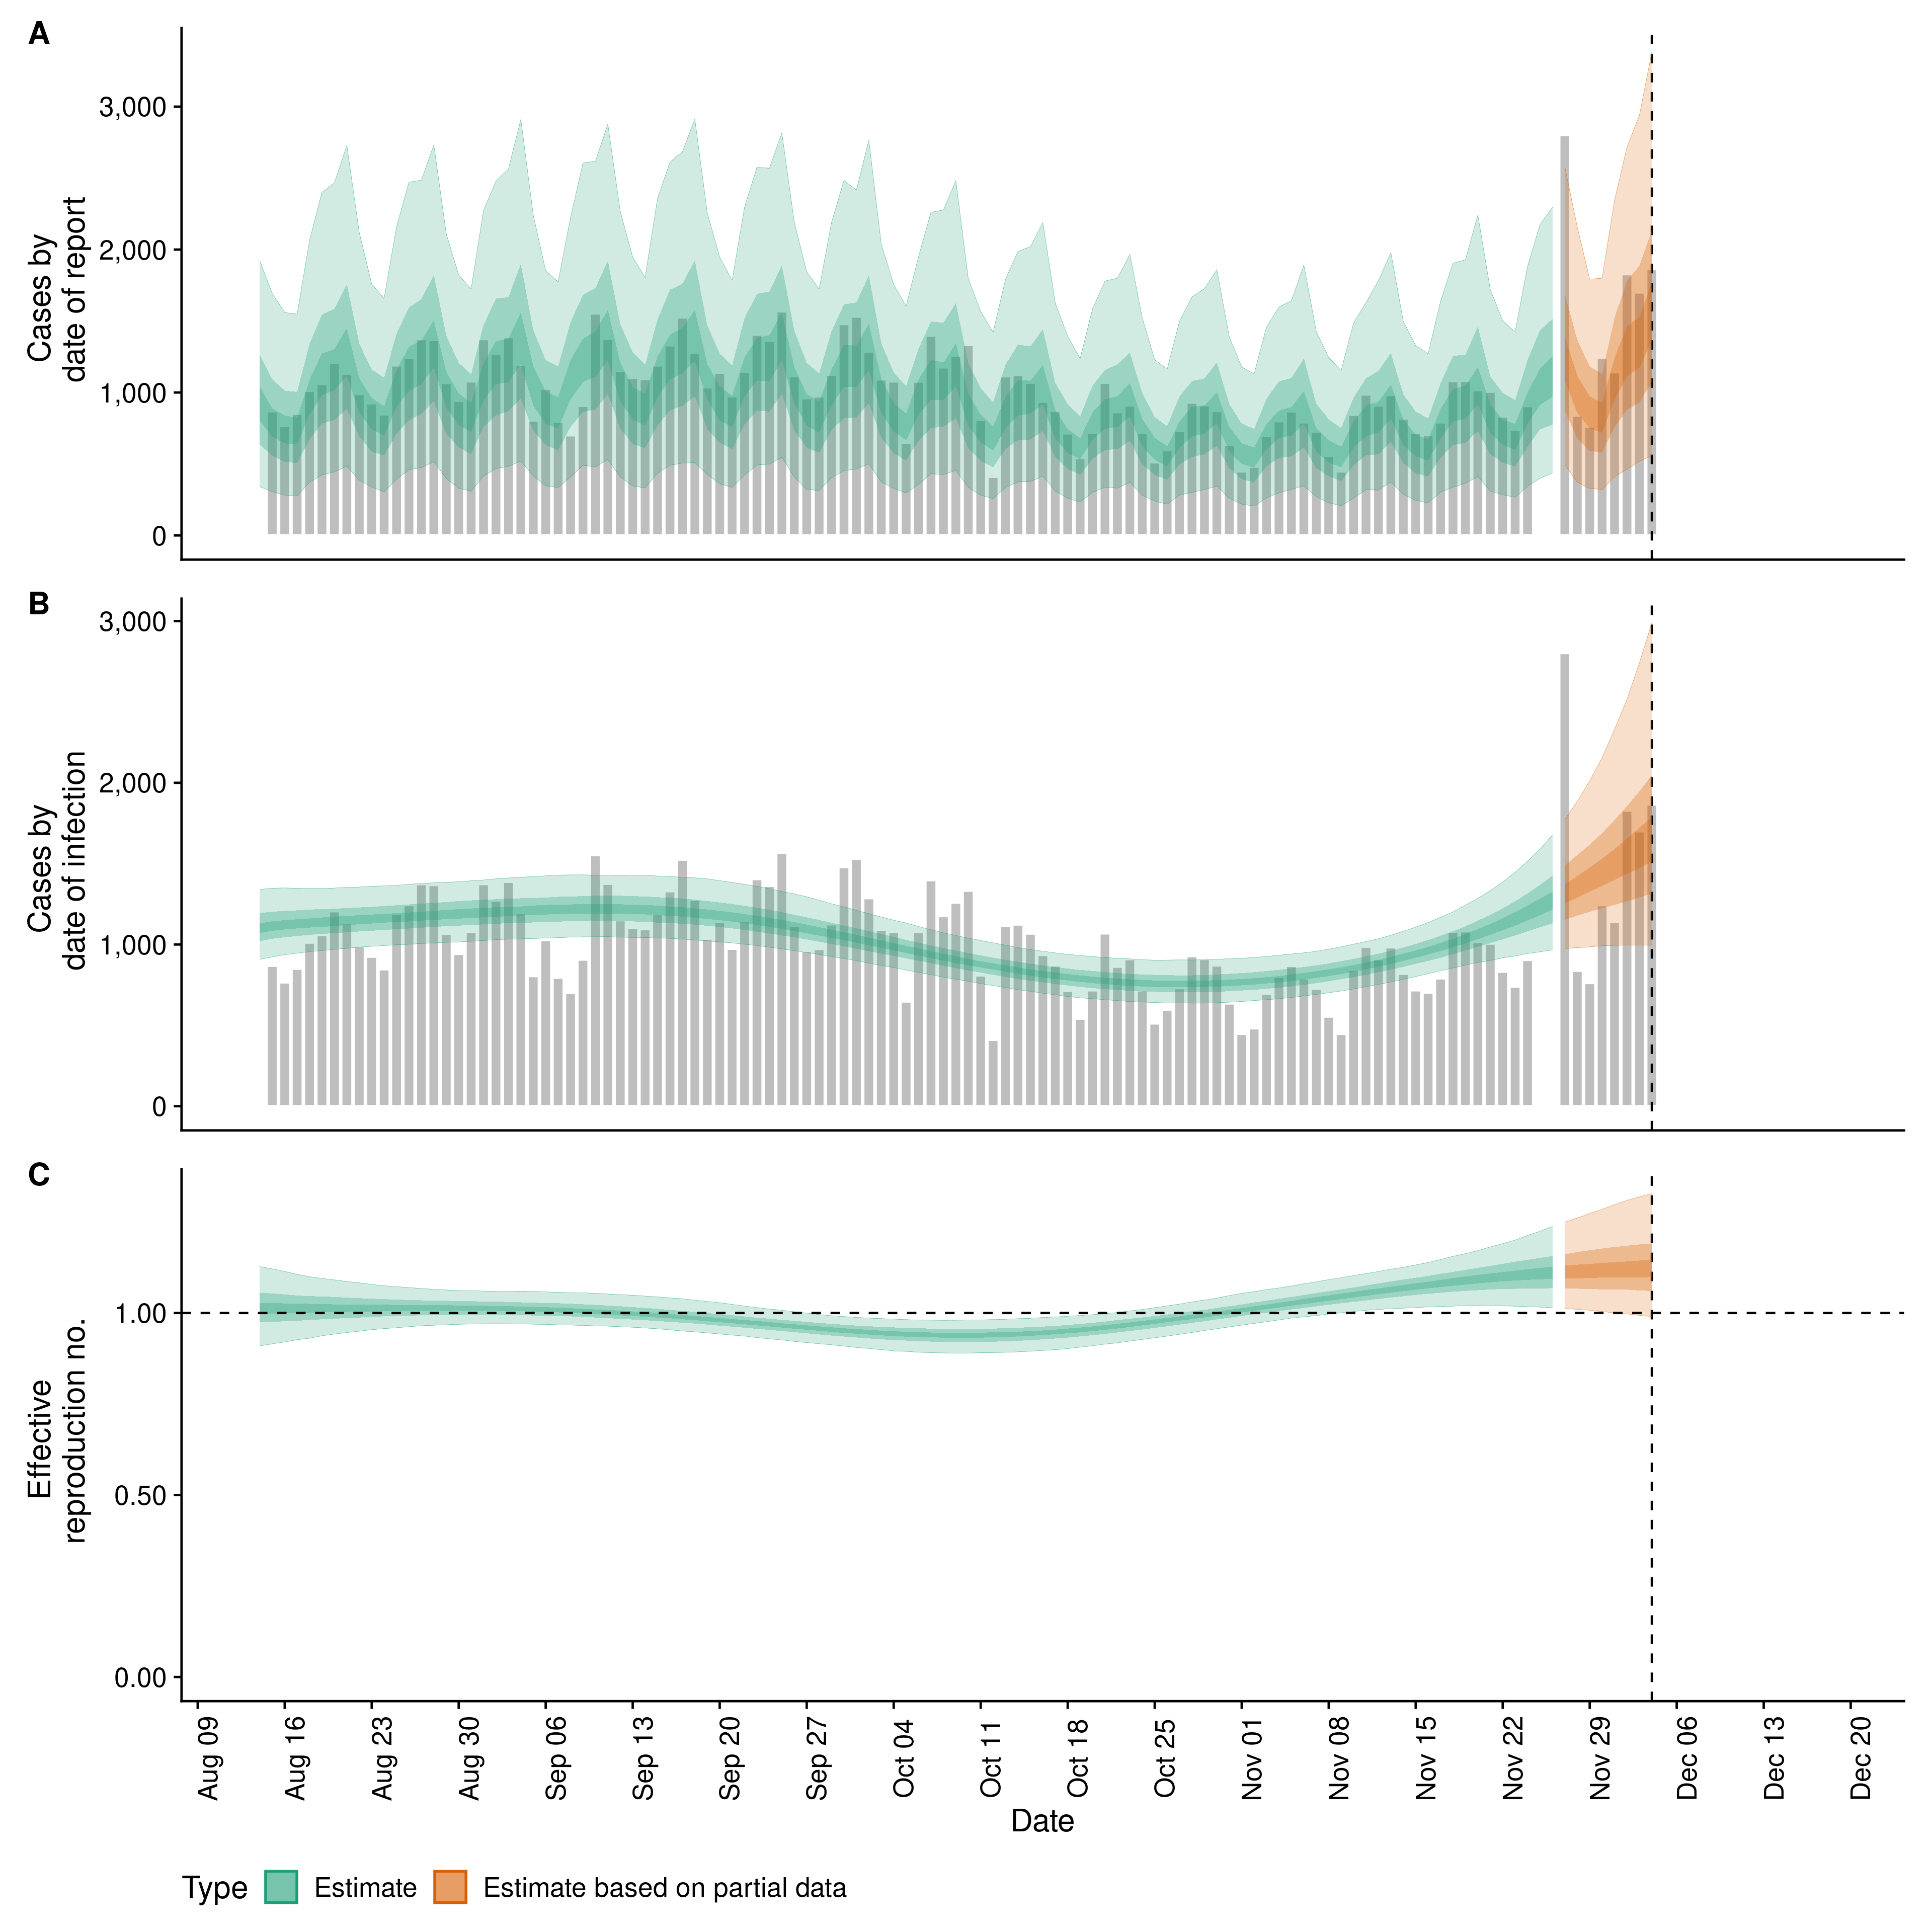 A
Cases by
date of report
3,000
2,000
1,000
0
B
Cases by
date of infection
3,000
2,000
1,000
0
C
Effective
reproduction no.
1.00
0.50
0.00
Aug 09
Aug 16
Aug 23
Aug 30
Sep 06
Sep 13
Sep 20
Sep 27
Oct 04
Oct 11
Oct 18
Oct 25
Nov 01
Nov 08
Nov 15
Nov 22
Nov 29
Dec 06
Dec 13
Dec 20
Date
Type Estimate Estimate based on partial data